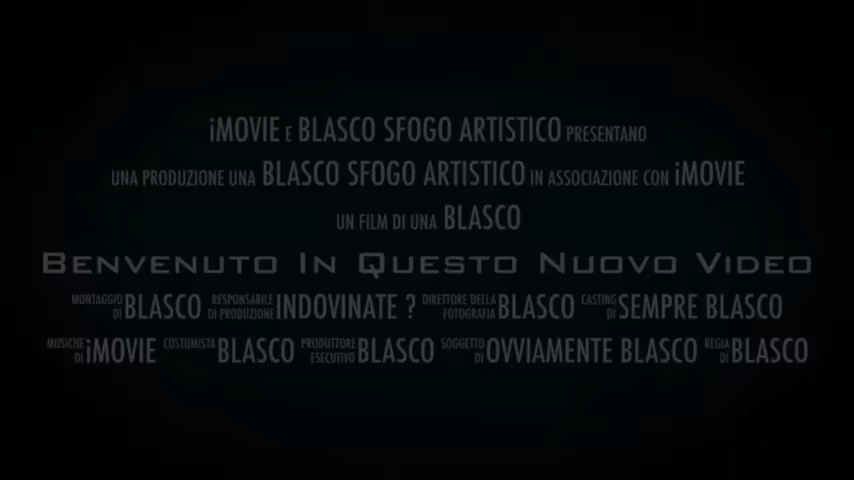 iMOVIE E BLASCO SFOGO ARTISTICO PRESENTANO
UNA PRODUZIONE UNA BLASCO SFOGO ARTISTICO IN ASSOCIAZIONE CON iMOVIE
UN FILM DI UNA BLASCO
BENVENUTO IN QUESTO NUOVO VIDEO
MONTAGGIO DI BLASCO RESPONSABILE DI PRODUZIONE INDOVINATE ? DIRETTORE DELLA FOTOGRAFIA BLASCO CASTING DI SEMPRE BLASCO
MUSICHE DI iMOVIE COSTUMISTA BLASCO PRODUTTORE ESECUTIVO BLASCO SOGGETTO DI OVVIAMENTE BLASCO REGIA DI BLASCO